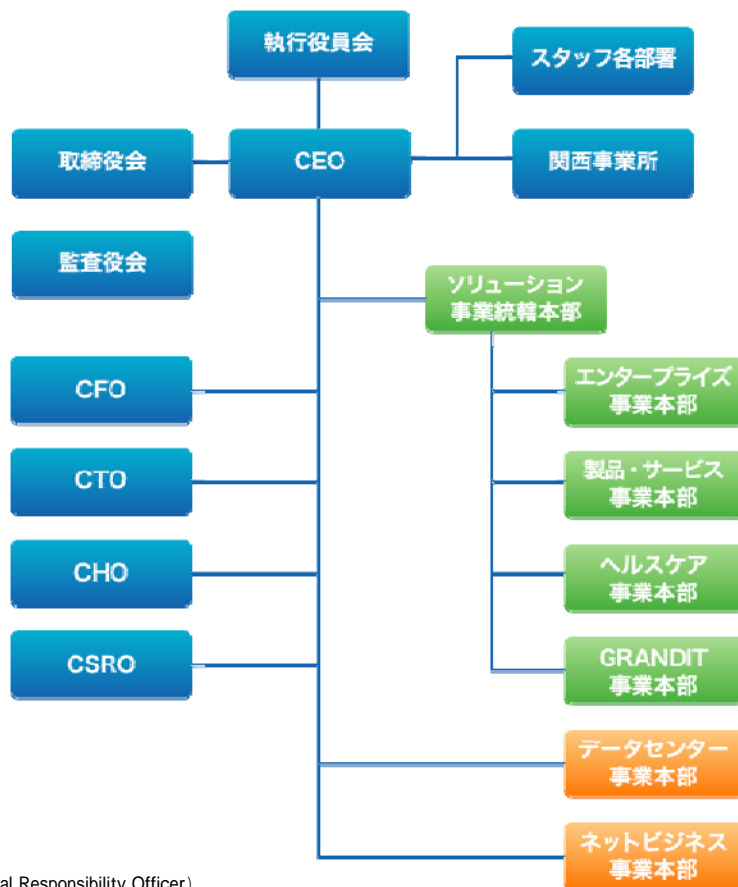 執行役員会
スタッフ各部署
取締役会
CEO
関西事業所
監査役会
ソリューション
事業統轄本部
CFO
エンタープライズ
事業本部
CTO
製品・サービス
事業本部
CHO
ヘルスケア
事業本部
CSRO
GRANDIT
事業本部
データセンター
事業本部
ネットビジネス
事業本部
al Responsibility Officer）